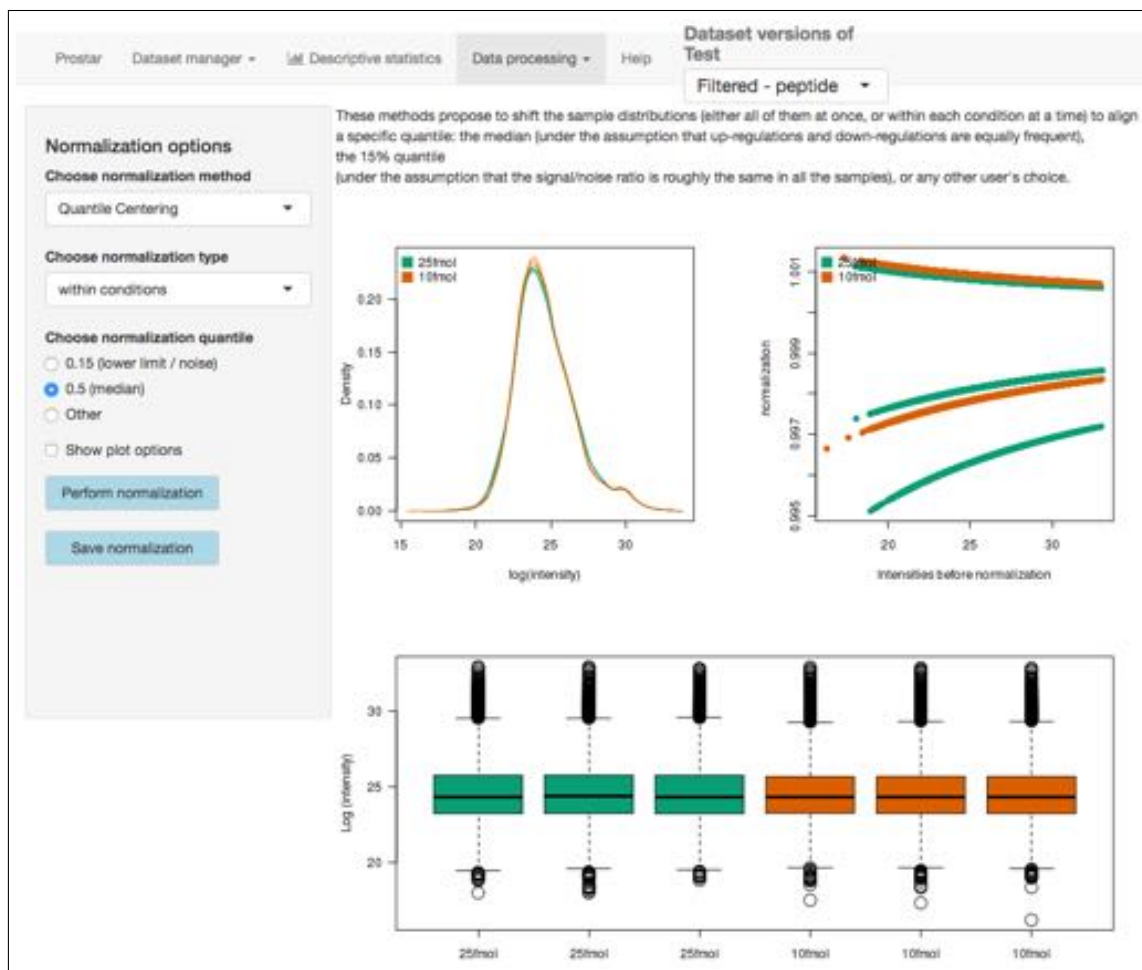 Prostar Dataset manager Descriptive statistics Data processing Help
Dataset versions of
Test
Filtered - peptide
These methods propose to shift the sample distributions (either all of them at once, or within each condition at a time) to align
a specific quantile: the median (under the assumption that up-regulations and down-regulations are equally frequent),
the 15% quantile
(under the assumption that the signal/noise ratio is roughly the same in all the samples), or any other user's choice.
Normalization options
Choose normalization method
Quantile Centering
Choose normalization type
within conditions
Choose normalization quantile
0.15 (lower limit / noise)
0.5 (median)
Other
Show plot options
Perform normalization
Save normalization
25fmol
10fmol
Density
0.20
0.15
0.10
0.05
0.00
15 20 25 30
log(intensity)
25fmol
10fmol
normalization
1.001
0.999
0.997
0.995
20 25 30
Intensities before normalization
Log (intensity)
30
25
20
25fmol 25fmol 25fmol 10fmol 10fmol 10fmol